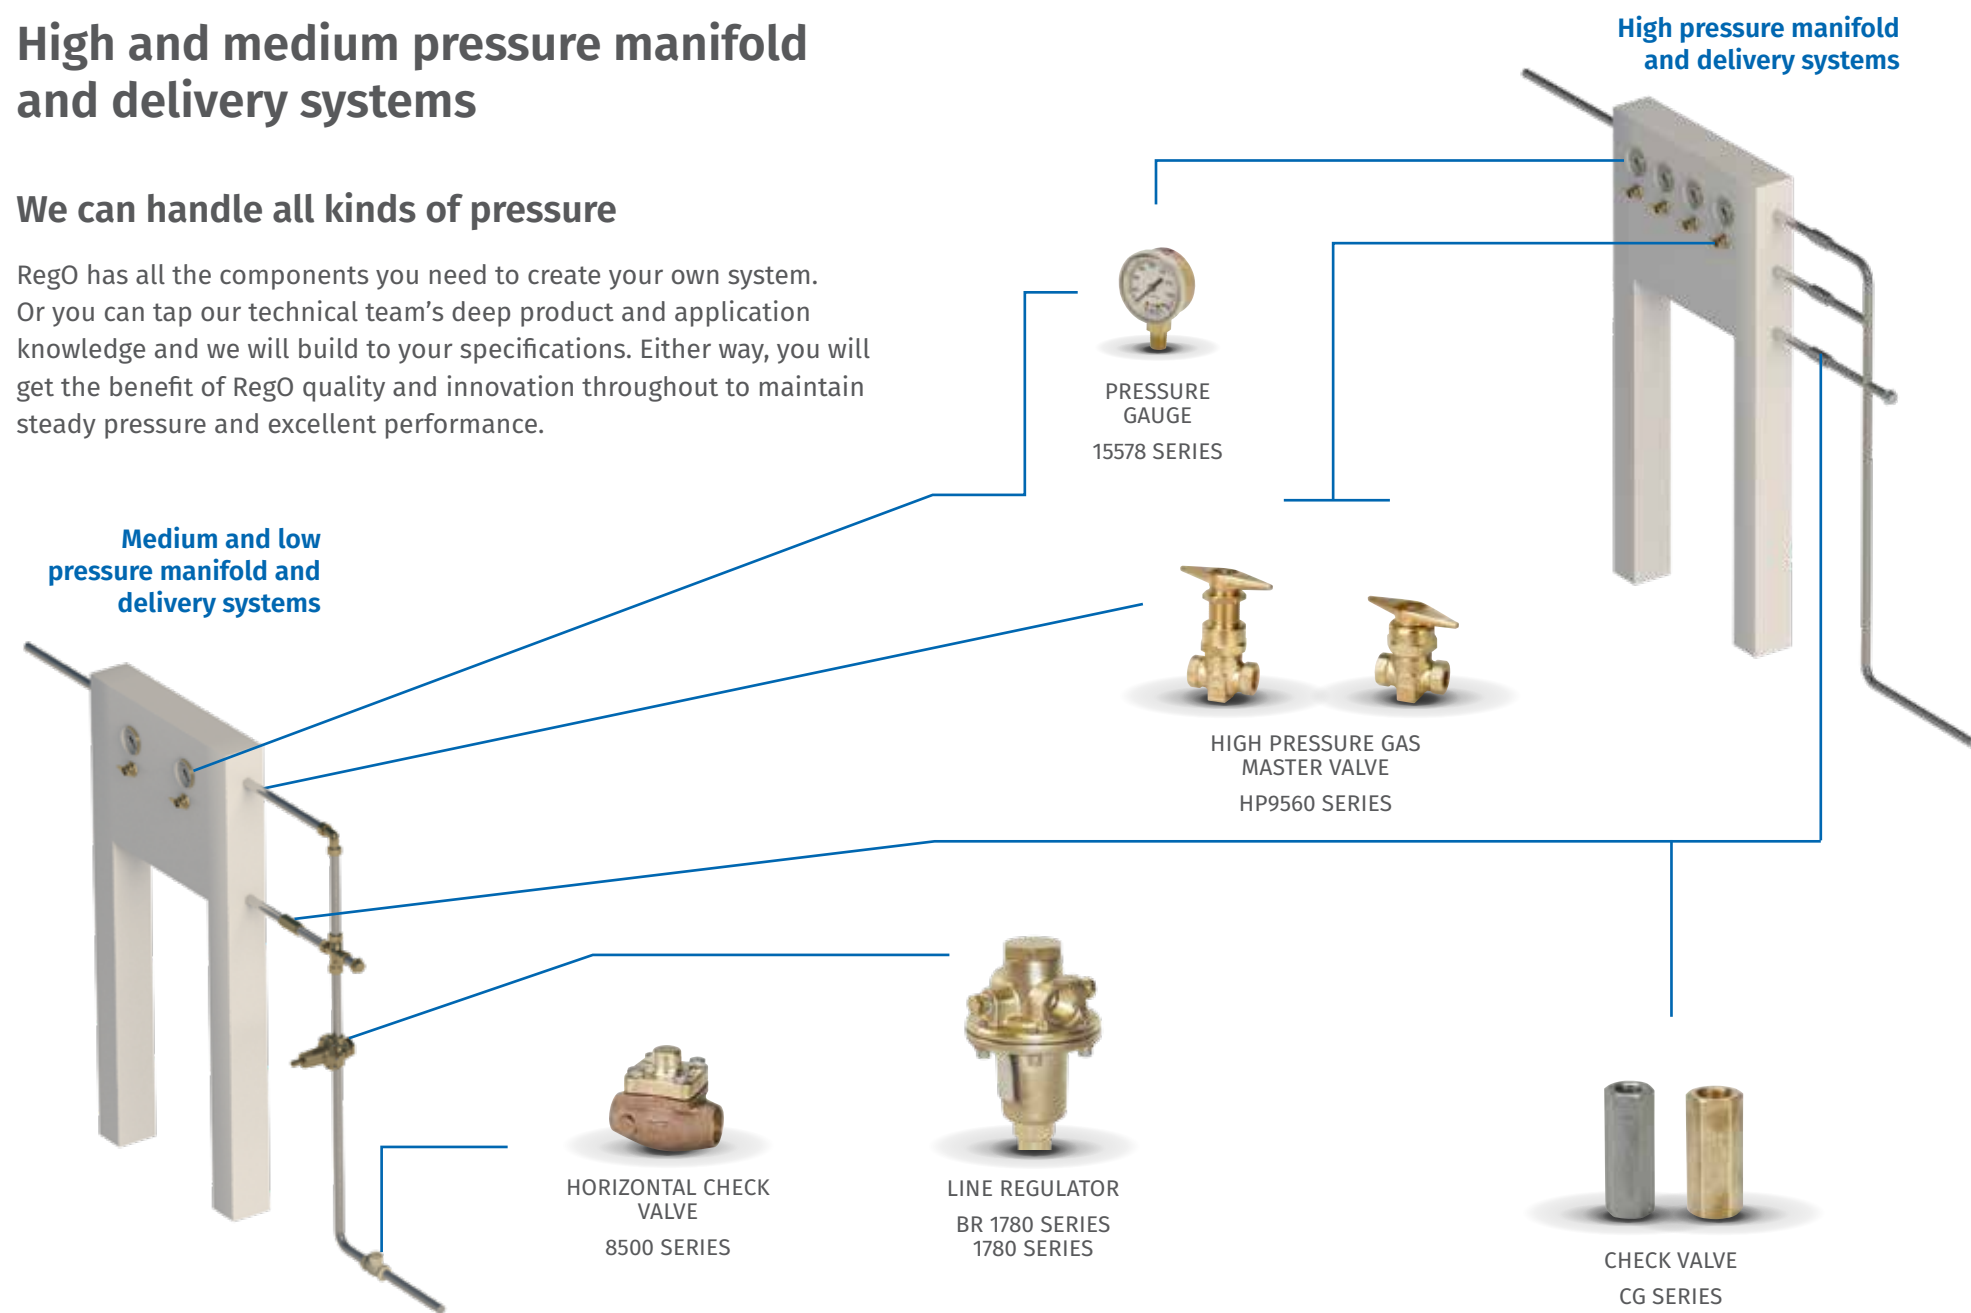 High and medium pressure manifold
and delivery systems
We can handle all kinds of pressure
RegO has all the components you need to create your own system.
Or you can tap our technical team’s deep product and application
knowledge and we will build to your specifications. Either way, you will
get the benefit of RegO quality and innovation throughout to maintain
steady pressure and excellent performance.
High pressure manifold
and delivery systems
PRESSURE
GAUGE
15578 SERIES
Medium and low
pressure manifold and
delivery systems
HIGH PRESSURE GAS
MASTER VALVE
HP9560 SERIES
HORIZONTAL CHECK
VALVE
8500 SERIES
LINE REGULATOR
BR 1780 SERIES
1780 SERIES
CHECK VALVE
CG SERIES